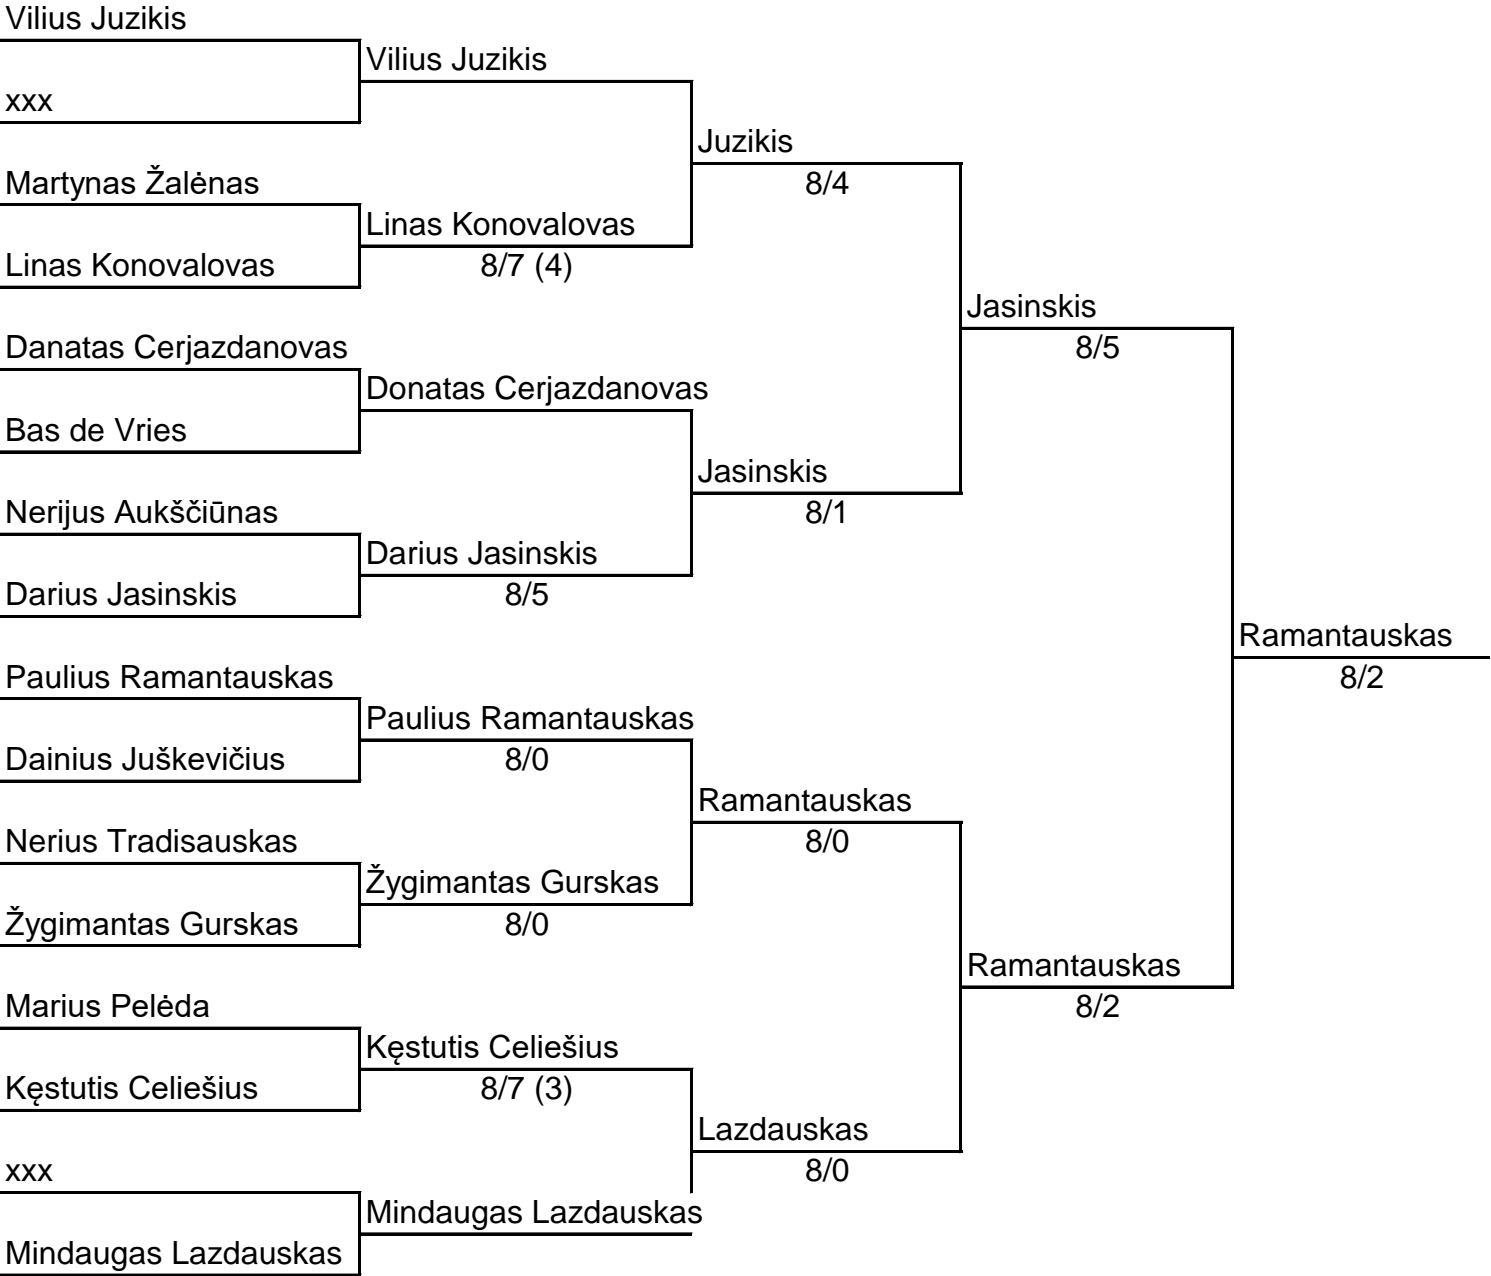 Vilius Juzikis
Vilius Juzikis
xxx
Juzikis
Martynas Žalėnas
8/4
Linas Konovalovas
Linas Konovalovas
8/7 (4)
Jasinskis
Danatas Cerjazdanovas
8/5
Donatas Cerjazdanovas
Bas de Vries
Jasinskis
Nerijus Aukščiūnas
8/1
Darius Jasinskis
Darius Jasinskis
8/5
Ramantauskas
Paulius Ramantauskas
8/2
Paulius Ramantauskas
Dainius Juškevičius
8/0
Ramantauskas
Nerius Tradisauskas
8/0
Žygimantas Gurskas
Žygimantas Gurskas
8/0
Ramantauskas
Marius Pelėda
8/2
Kęstutis Celiešius
Kęstutis Celiešius
8/7 (3)
Lazdauskas
xxx
8/0
Mindaugas Lazdauskas
Mindaugas Lazdauskas